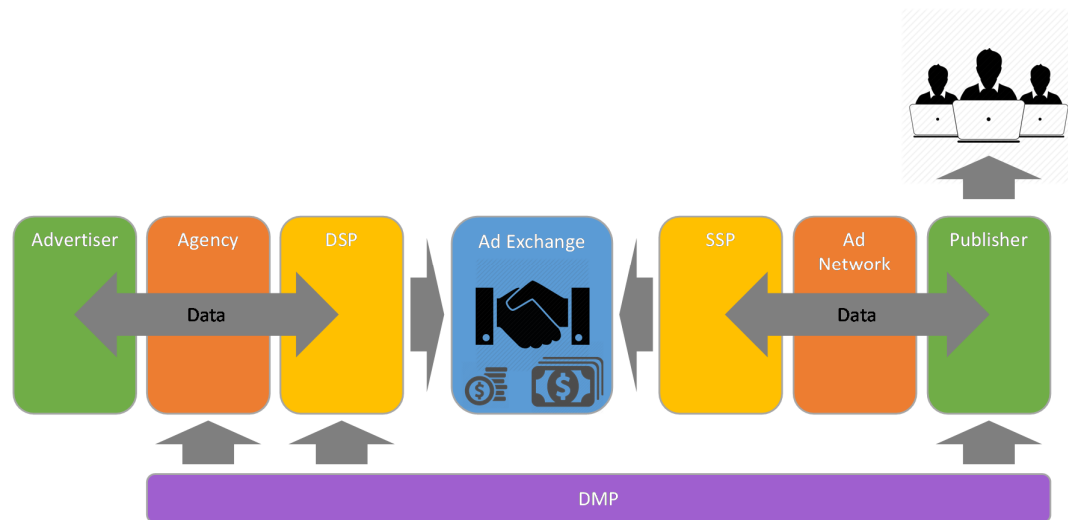 Advertiser
Agency
DSP
Ad Exchange
SSP
Ad
Network
Publisher
Data
Data
$
$
DMP